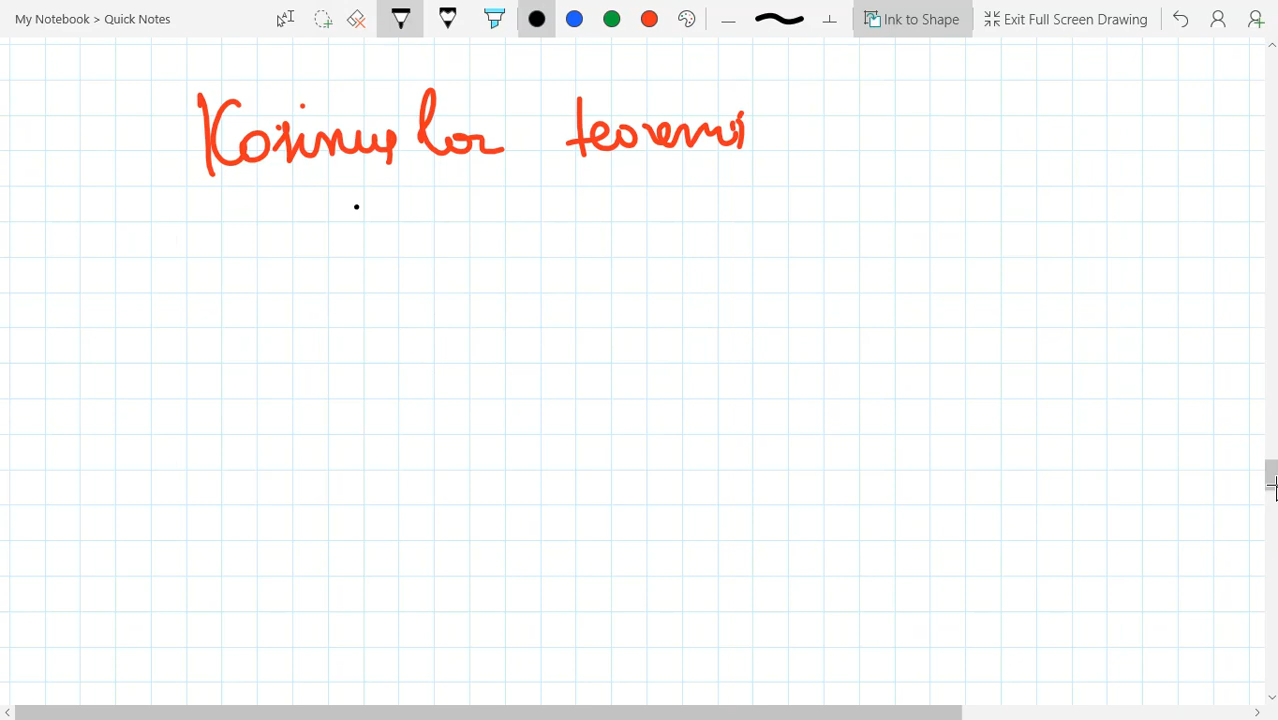 My Notebook > Quick Notes
Ink to Shape
Exit Full Screen Drawing
Kosinuslar teoremi